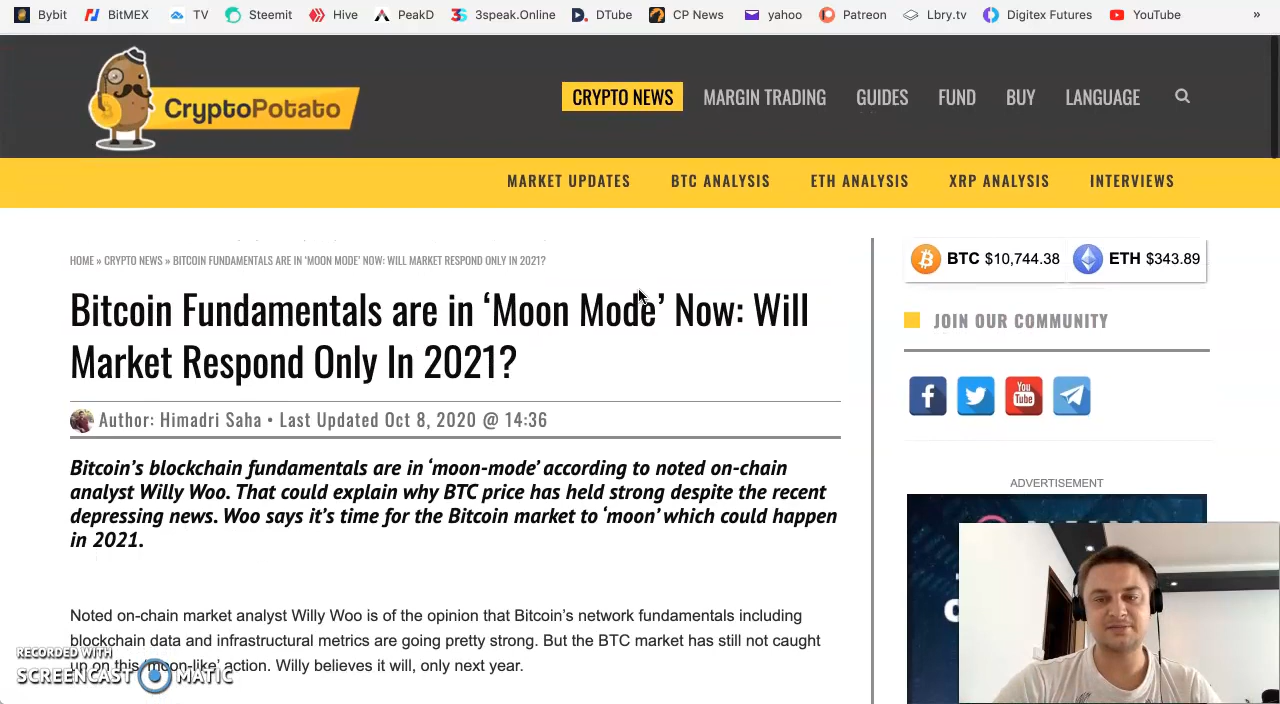 Bybit BitMEX TV Steemit Hive PeakD 3speak.Online DTube CP News yahoo Patreon Lbry.tv Digitex Futures YouTube »
CryptoPotato
CRYPTO NEWS MARGIN TRADING GUIDES FUND BUY LANGUAGE
MARKET UPDATES BTC ANALYSIS ETH ANALYSIS XRP ANALYSIS INTERVIEWS
HOME » CRYPTO NEWS » BITCOIN FUNDAMENTALS ARE IN ‘MOON MODE’ NOW: WILL MARKET RESPOND ONLY IN 2021?
Bitcoin Fundamentals are in ‘Moon Mode’ Now: Will
Market Respond Only In 2021?
Author: Himadri Saha • Last Updated Oct 8, 2020 @ 14:36
Bitcoin’s blockchain fundamentals are in ‘moon-mode’ according to noted on-chain
analyst Willy Woo. That could explain why BTC price has held strong despite the recent
depressing news. Woo says it’s time for the Bitcoin market to ‘moon’ which could happen
in 2021.
Noted on-chain market analyst Willy Woo is of the opinion that Bitcoin’s network fundamentals including
blockchain data and infrastructural metrics are going pretty strong. But the BTC market has still not caught
up on this ‘moon-like’ action. Willy believes it will, only next year.
BTC $10,744.38 ETH $343.89
JOIN OUR COMMUNITY
You
Tube
ADVERTISEMENT
RECORDED WITH
SCREENCAST MATIC